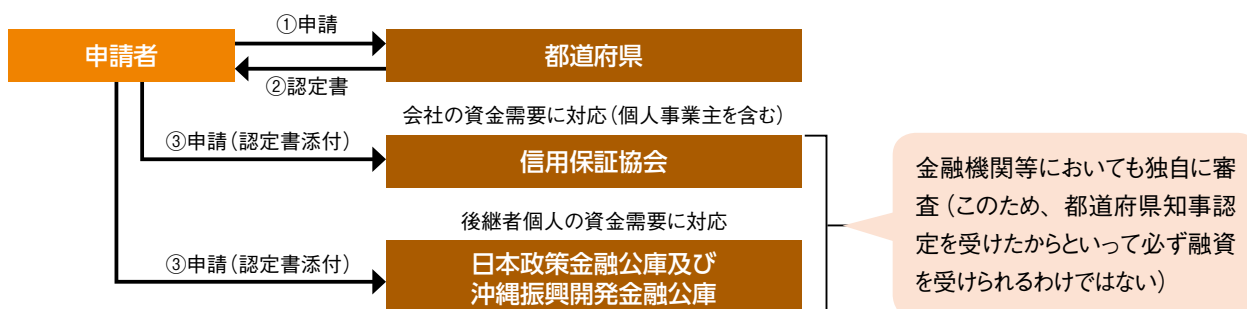 ①申請
申請者
都道府県
②認定書
会社の資金需要に対応(個人事業主を含む)
③申請(認定書添付)
信用保証協会
後継者個人の資金需要に対応
③申請(認定書添付)
日本政策金融公庫及び
沖縄振興開発金融公庫
金融機関等においても独自に審
査(このため、都道府県知事認
定を受けたからといって必ず融資
を受けられるわけではない)